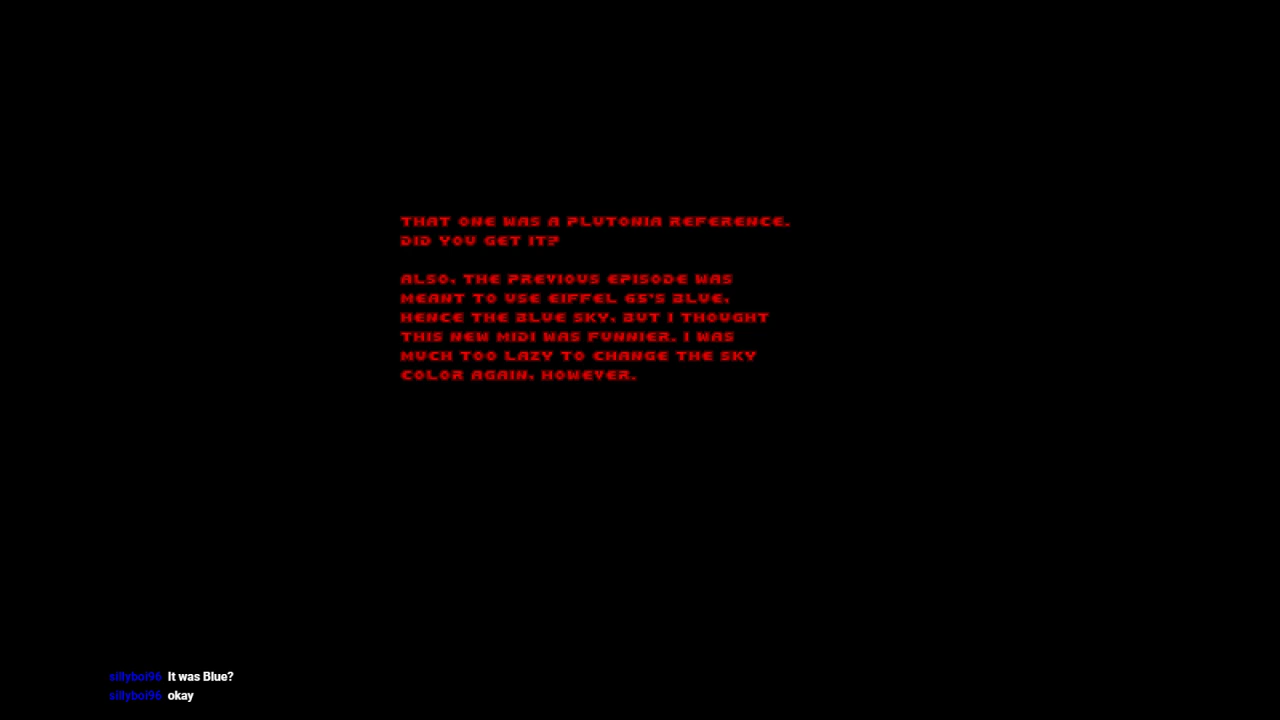 THAT ONE WAS A PLUTONIA REFERENCE.
DID YOU GET IT?
ALSO, THE PREVIOUS EPISODE WAS
MEANT TO USE EIFFEL 65'S BLUE,
HENCE THE BLUE SKY, BUT I THOUGHT
THIS NEW MIDI WAS FUNNIER. I WAS
MUCH TOO LAZY TO CHANGE THE SKY
COLOR AGAIN, HOWEVER.
sillyboi96 It was Blue?
sillyboi96 okay